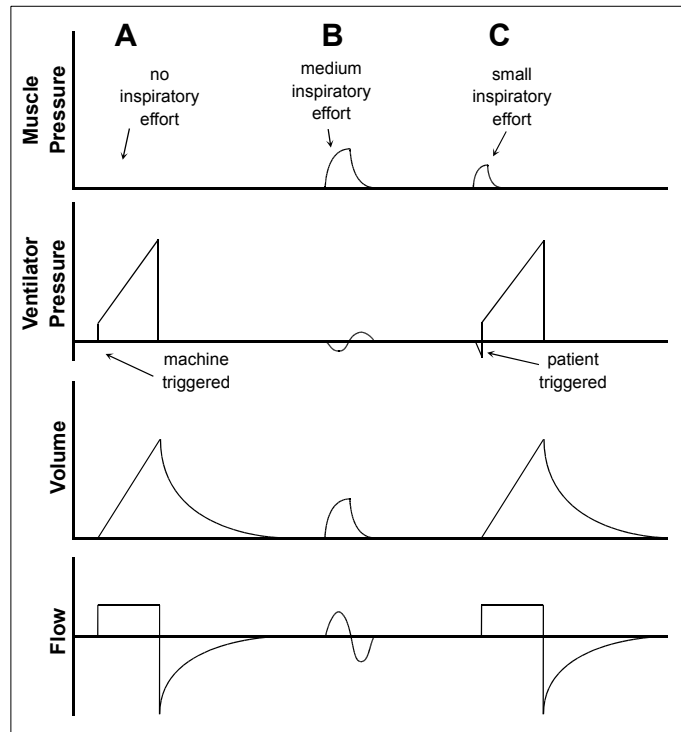 A
B
C
no
inspiratory
effort
medium
inspiratory
effort
small
inspiratory
effort
Muscle
Pressure
Ventilator
Pressure
machine
triggered
patient
triggered
Volume
Flow